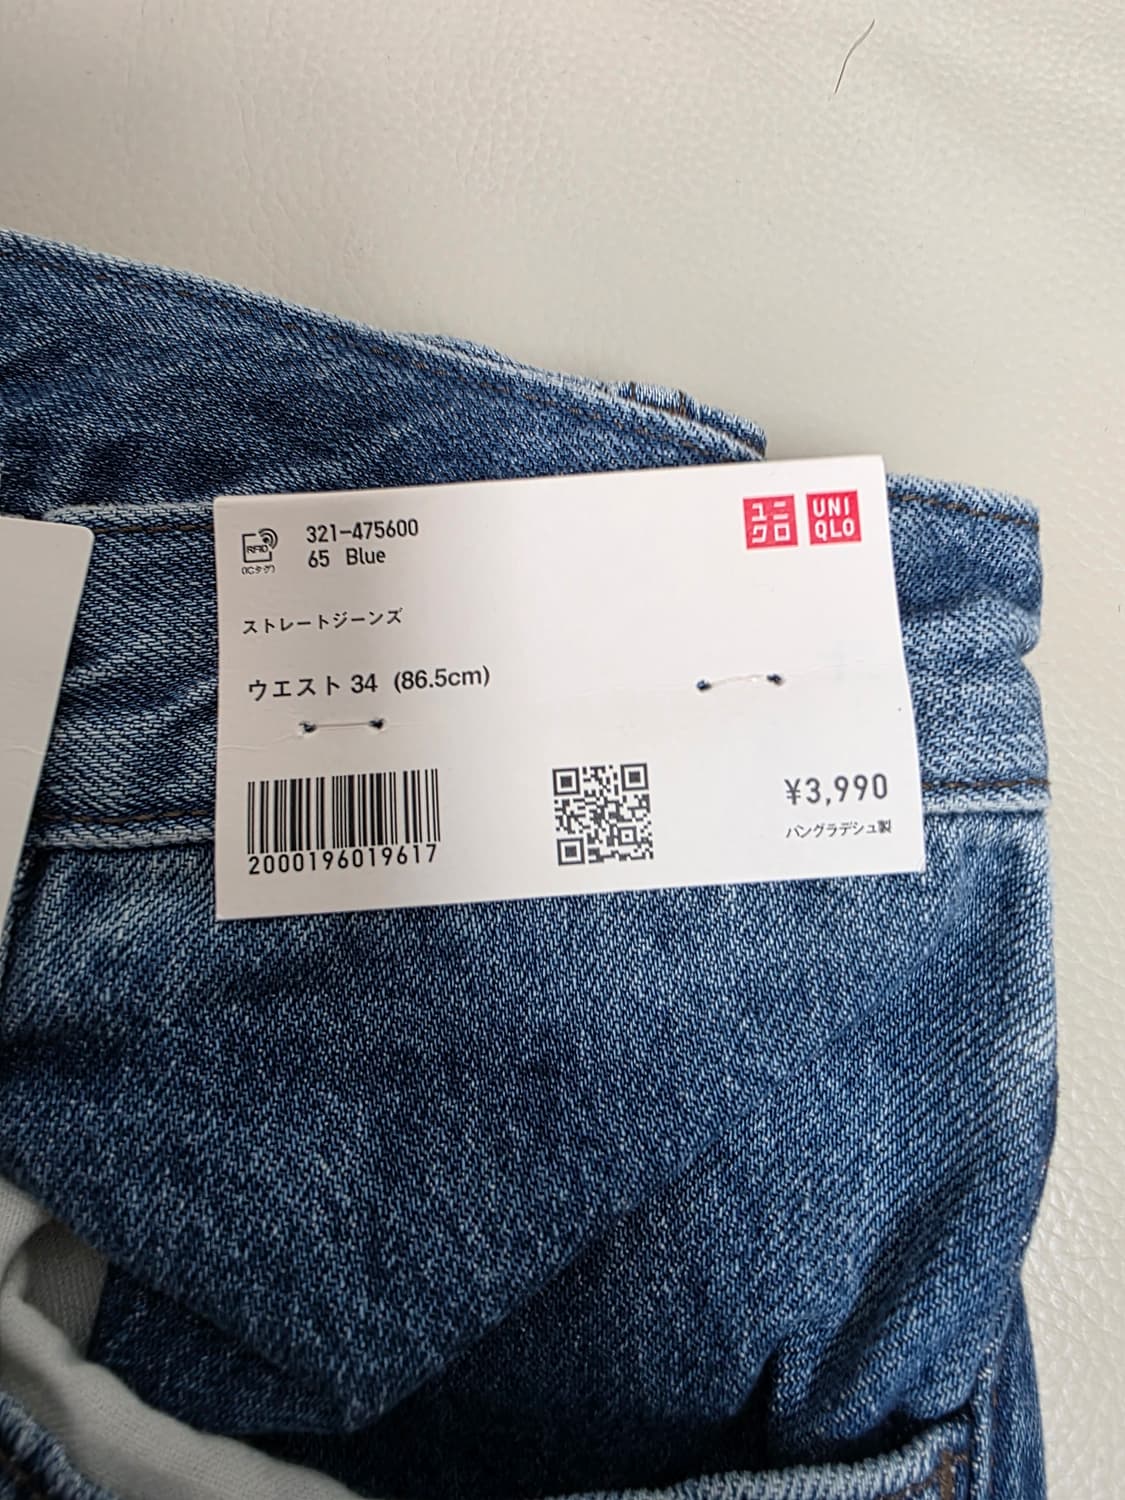 RFID
(ICタグ)
321-475600
65 Blue
ユニ
クロ
UNI
QLO
ストレートジーンズ
ウエスト 34 (86.5cm)
2000196019617
¥3,990
バングラデシュ製